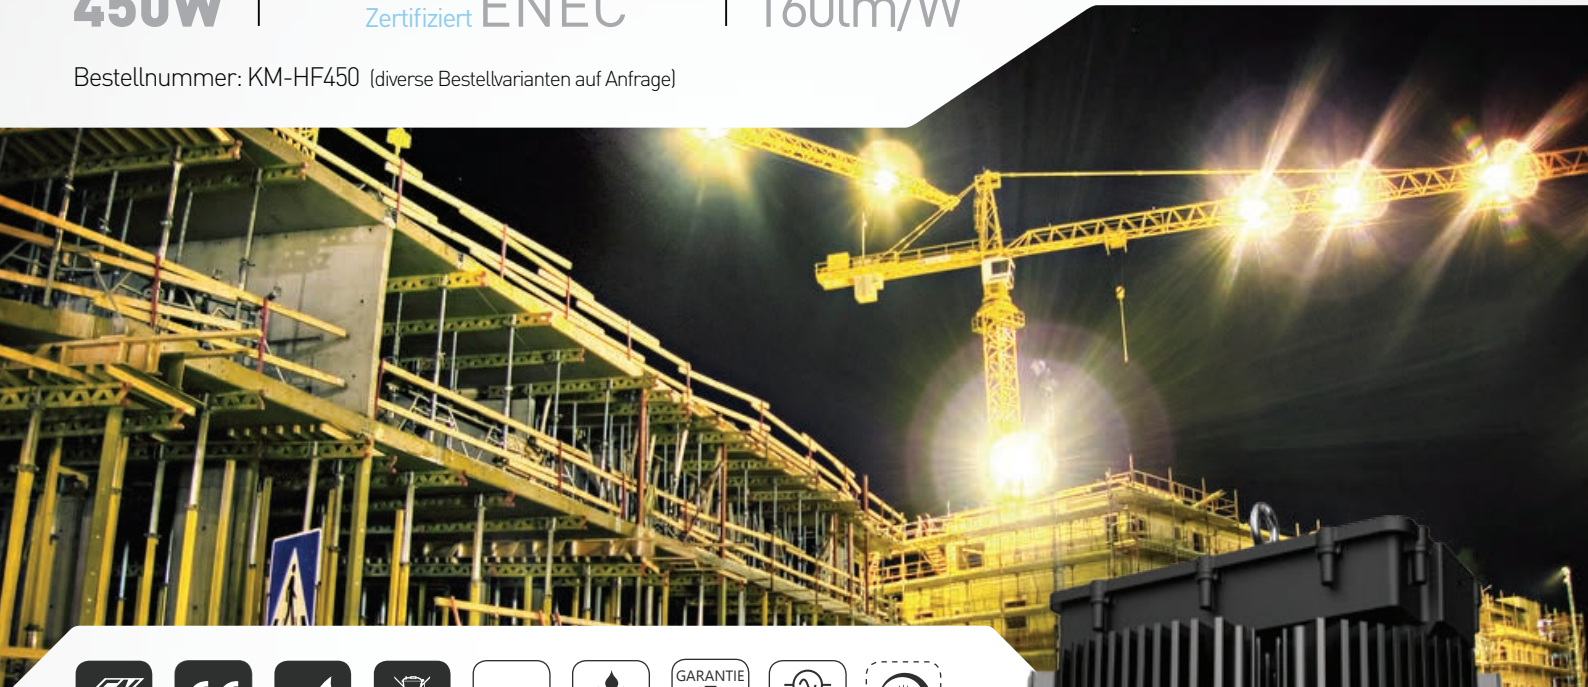 450W Zertifiziert ENEC 160lm/W
Bestellnummer: KM-HF450 (diverse Bestellvarianten auf Anfrage)
GARANTIE